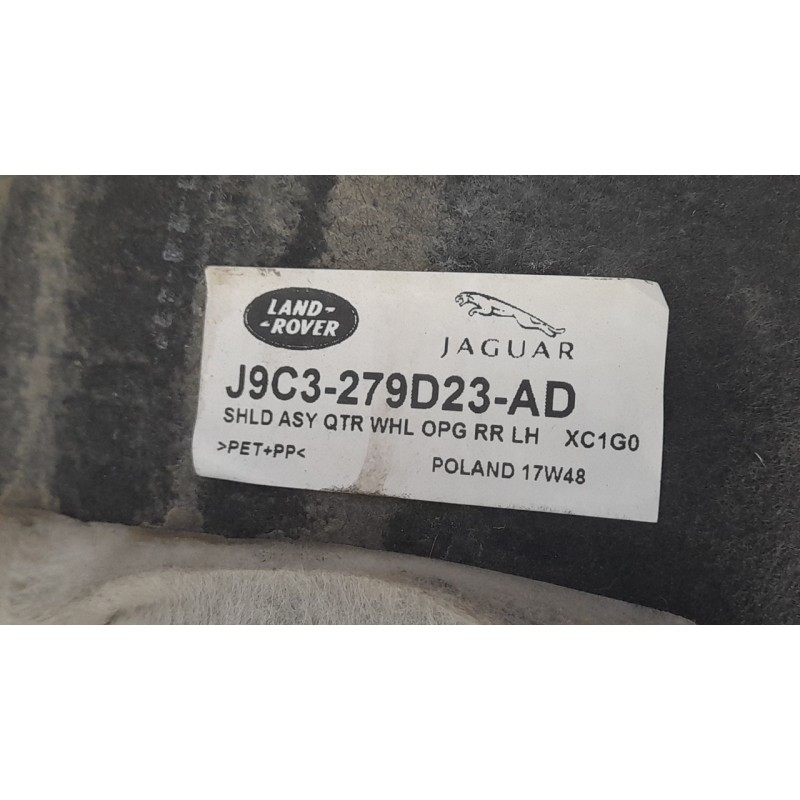 LAND-
-ROVER
JAGUAR
J9C3-279D23-AD
SHLD ASY QTR WHL OPG RR LH XC1G0
>PET+PP<
POLAND 17W48